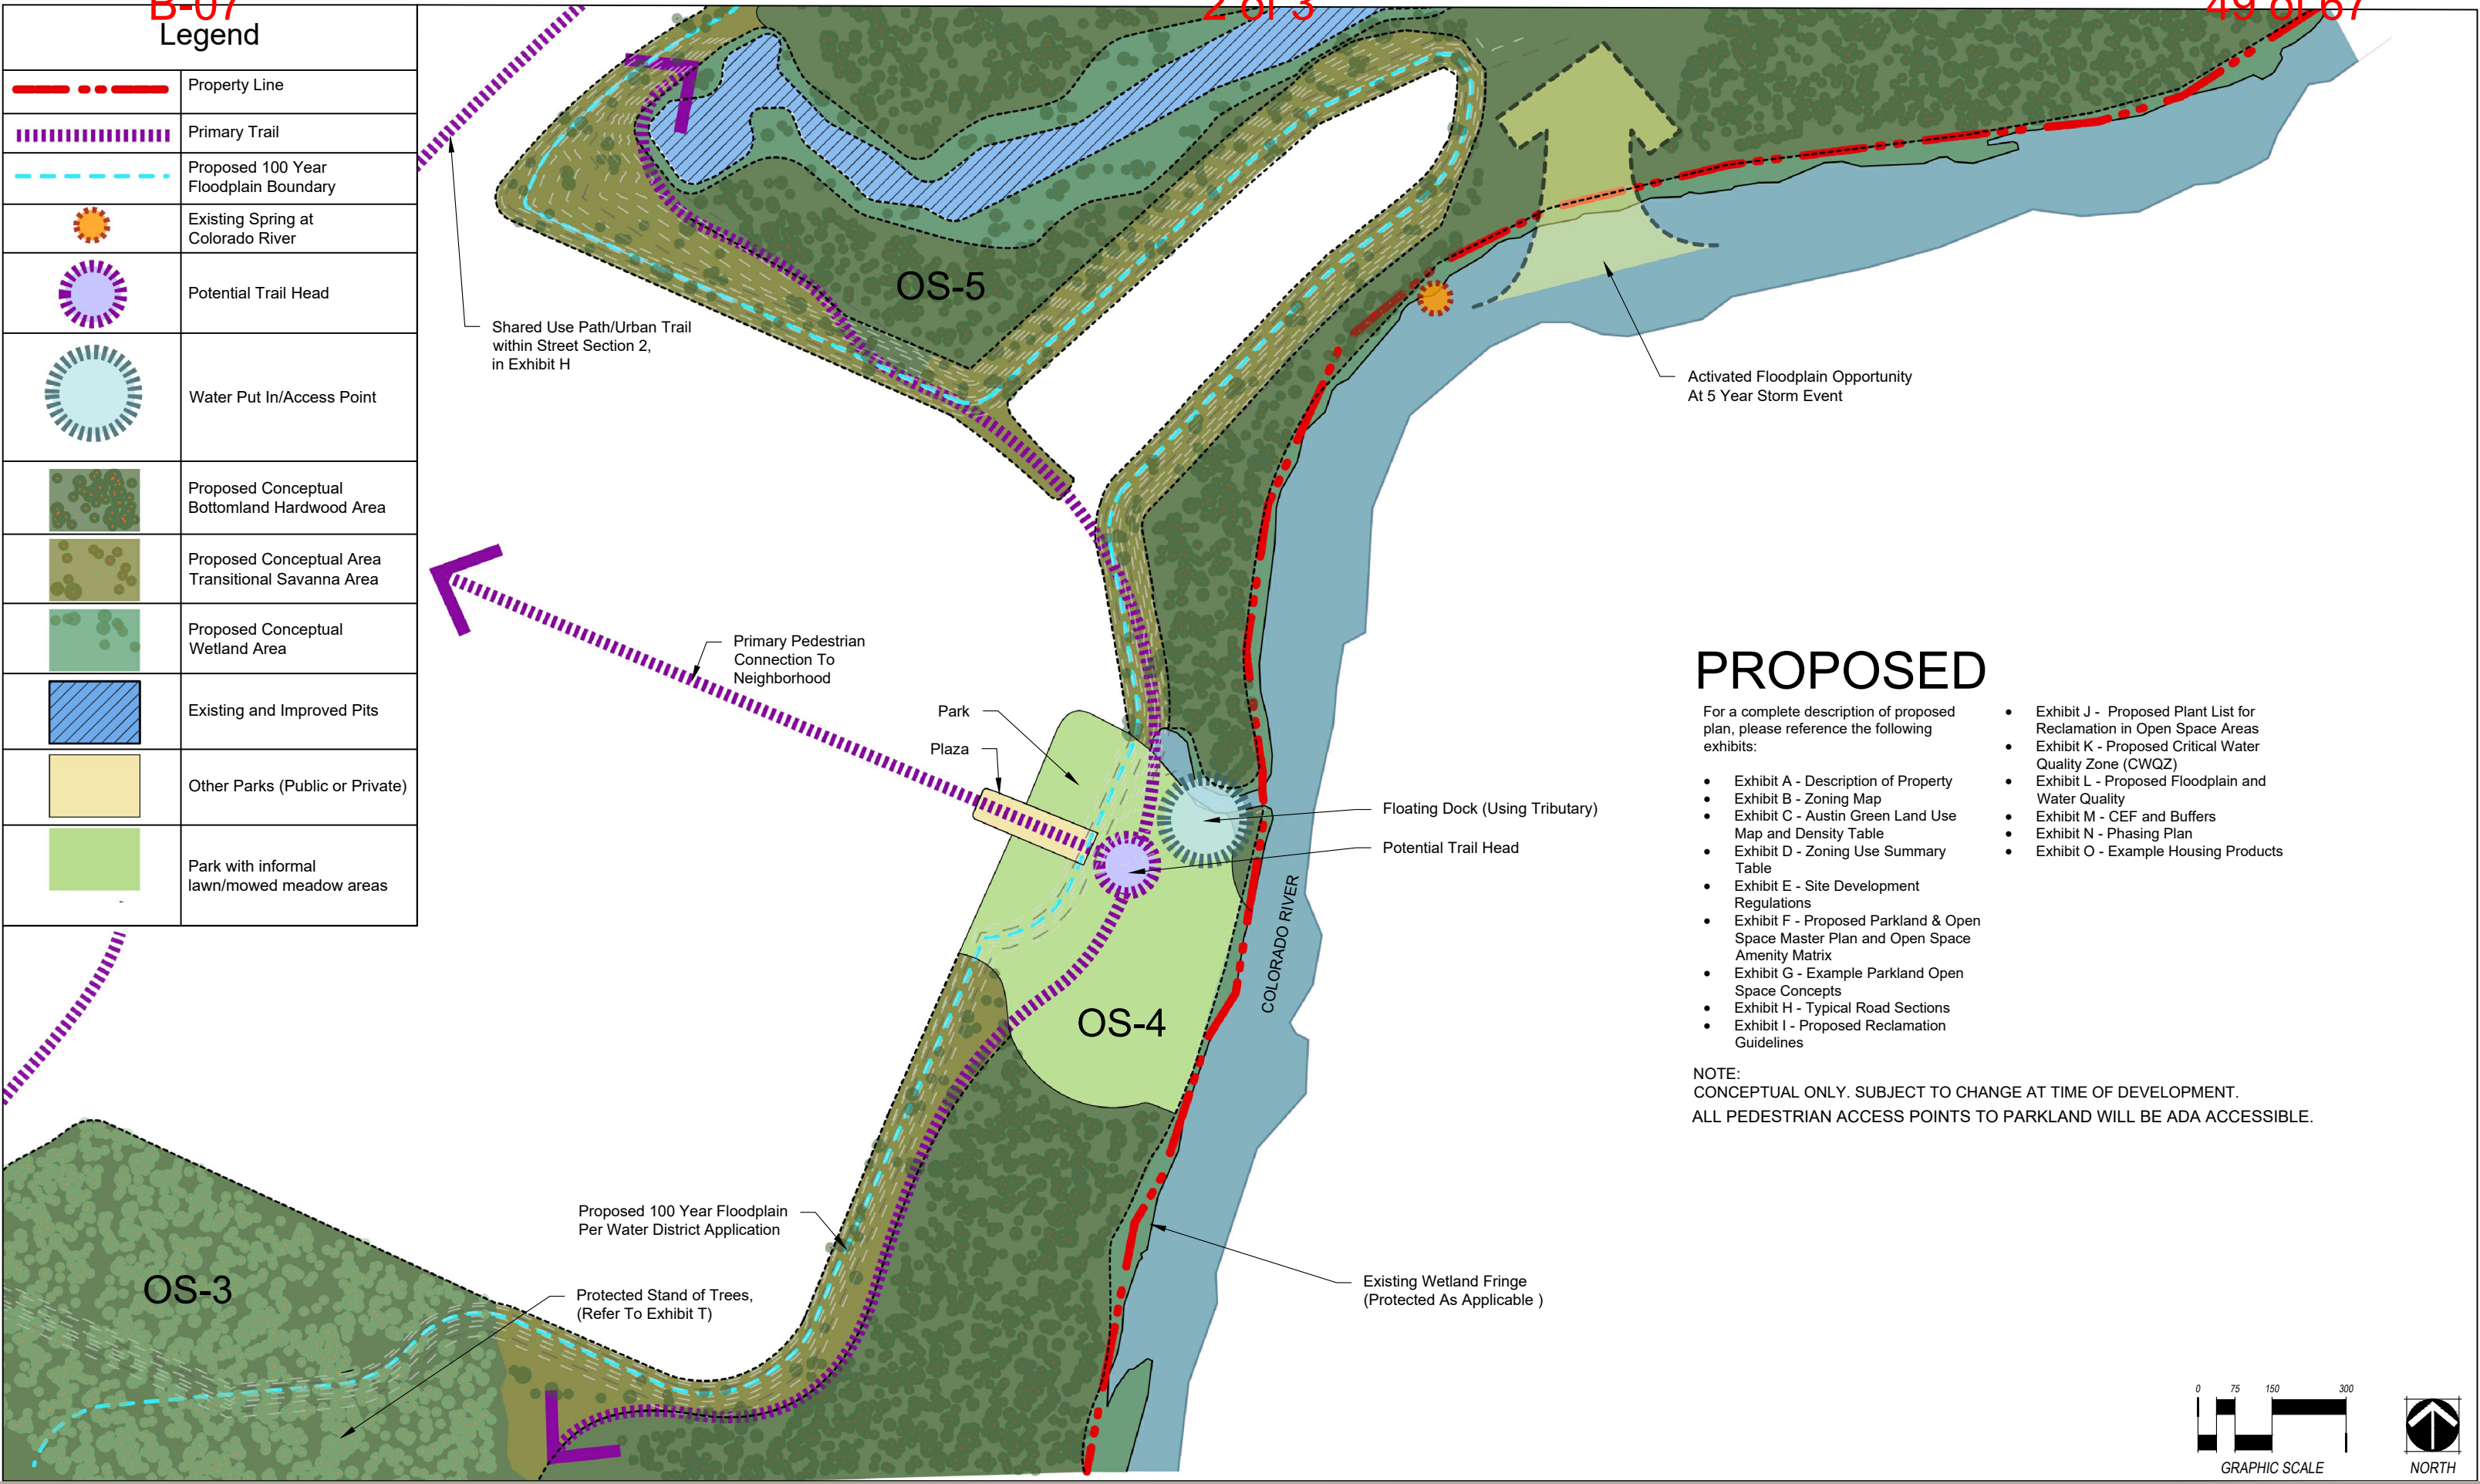 B-07
2 of 3
49 of 67
Legend
Property Line
Primary Trail
Proposed 100 Year
Floodplain Boundary
Existing Spring at
Colorado River
Potential Trail Head
Water Put In/Access Point
Proposed Conceptual
Bottomland Hardwood Area
Proposed Conceptual Area
Transitional Savanna Area
Proposed Conceptual
Wetland Area
Existing and Improved Pits
Other Parks (Public or Private)
Park with informal
lawn/mowed meadow areas
Shared Use Path/Urban Trail
within Street Section 2,
in Exhibit H
OS-5
Activated Floodplain Opportunity
At 5 Year Storm Event
Primary Pedestrian
Connection To
Neighborhood
Park
Plaza
Floating Dock (Using Tributary)
Potential Trail Head
COLORADO RIVER
OS-4
Proposed 100 Year Floodplain
Per Water District Application
Protected Stand of Trees,
(Refer To Exhibit T)
OS-3
Existing Wetland Fringe
(Protected As Applicable )
PROPOSED
For a complete description of proposed
plan, please reference the following
exhibits:
• Exhibit A - Description of Property
• Exhibit B - Zoning Map
• Exhibit C - Austin Green Land Use
Map and Density Table
• Exhibit D - Zoning Use Summary
Table
• Exhibit E - Site Development
Regulations
• Exhibit F - Proposed Parkland & Open
Space Master Plan and Open Space
Amenity Matrix
• Exhibit G - Example Parkland Open
Space Concepts
• Exhibit H - Typical Road Sections
• Exhibit I - Proposed Reclamation
Guidelines
• Exhibit J - Proposed Plant List for
Reclamation in Open Space Areas
• Exhibit K - Proposed Critical Water
Quality Zone (CWQZ)
• Exhibit L - Proposed Floodplain and
Water Quality
• Exhibit M - CEF and Buffers
• Exhibit N - Phasing Plan
• Exhibit O - Example Housing Products
NOTE:
CONCEPTUAL ONLY. SUBJECT TO CHANGE AT TIME OF DEVELOPMENT.
ALL PEDESTRIAN ACCESS POINTS TO PARKLAND WILL BE ADA ACCESSIBLE.
0 75 150 300
GRAPHIC SCALE
NORTH